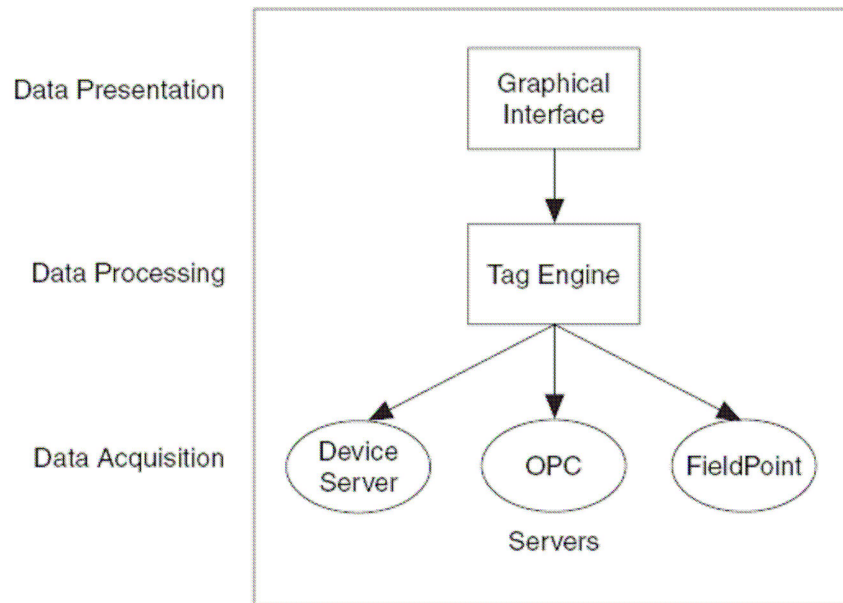 Data Presentation
Graphical
Interface
Data Processing
Tag Engine
Data Acquisition
Device
Server
OPC
FieldPoint
Servers